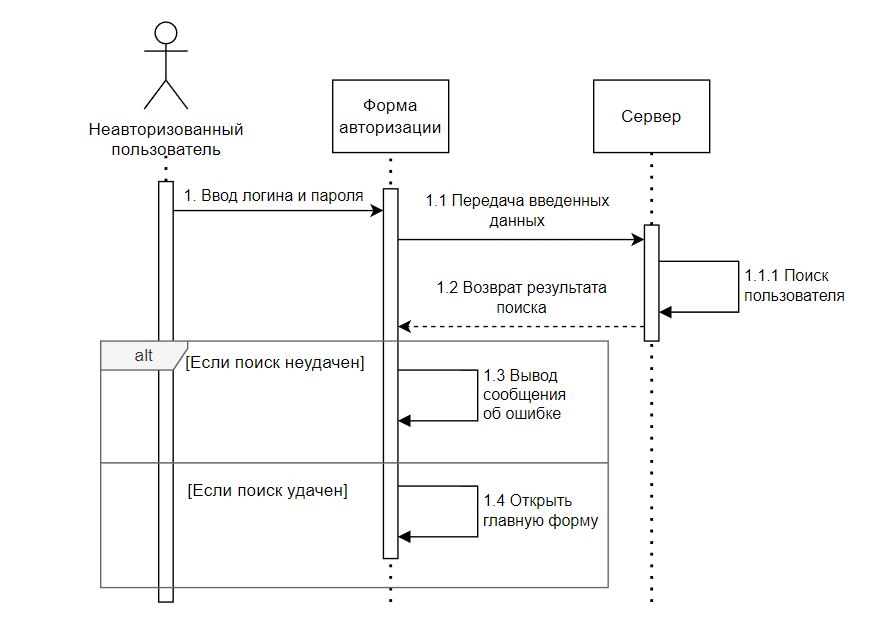 Неавторизованный
пользователь
Форма
авторизации
Сервер
1. Ввод логина и пароля
1.1 Передача введенных
данных
1.1.1 Поиск
пользователя
1.2 Возврат результата
поиска
alt
[Если поиск неудачен]
1.3 Вывод
сообщения
об ошибке
[Если поиск удачен]
1.4 Открыть
главную форму